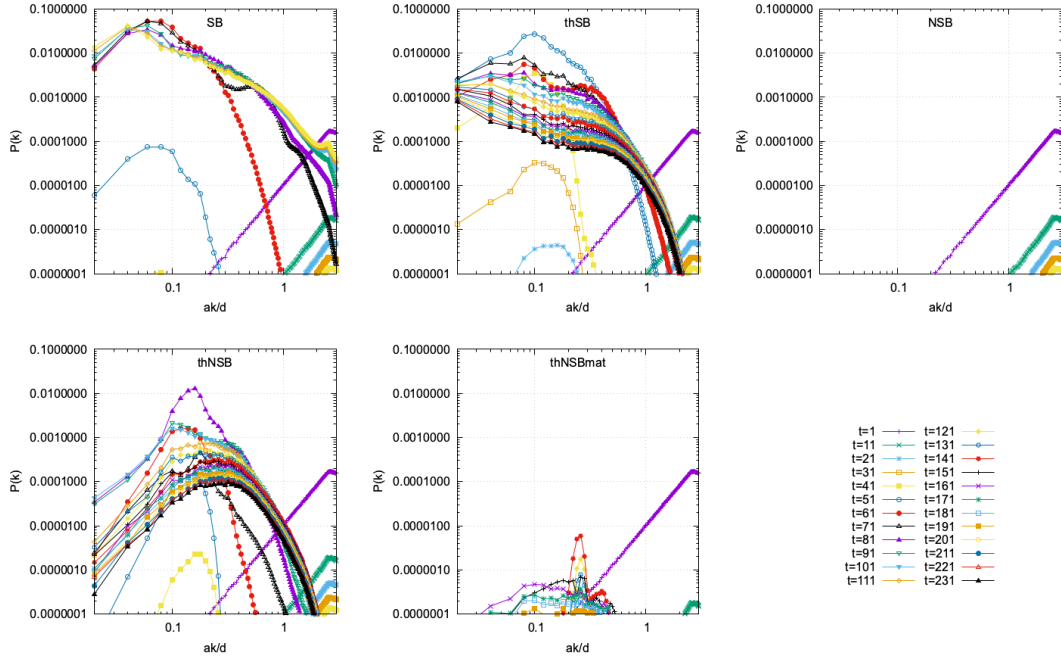 SB
0.1000000
0.0100000
0.0010000
0.0001000
0.0000100
0.0000010
0.0000001
P(k)
0.1 1
ak/d
thSB
0.1000000
0.0100000
0.0010000
0.0001000
0.0000100
0.0000010
0.0000001
P(k)
0.1 1
ak/d
NSB
0.1000000
0.0100000
0.0010000
0.0001000
0.0000100
0.0000010
0.0000001
P(k)
0.1 1
ak/d
thNSB
0.1000000
0.0100000
0.0010000
0.0001000
0.0000100
0.0000010
0.0000001
P(k)
0.1 1
ak/d
thNSBmat
0.1000000
0.0100000
0.0010000
0.0001000
0.0000100
0.0000010
0.0000001
P(k)
0.1 1
ak/d
t=1 t=121
t=11 t=131
t=21 t=141
t=31 t=151
t=41 t=161
t=51 t=171
t=61 t=181
t=71 t=191
t=81 t=201
t=91 t=211
t=101 t=221
t=111 t=231